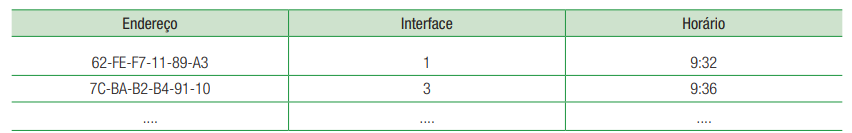 Endereço Interface Horário
62-FE-F7-11-89-A3 1 9:32
7C-BA-B2-B4-91-10 3 9:36
.... .... ....